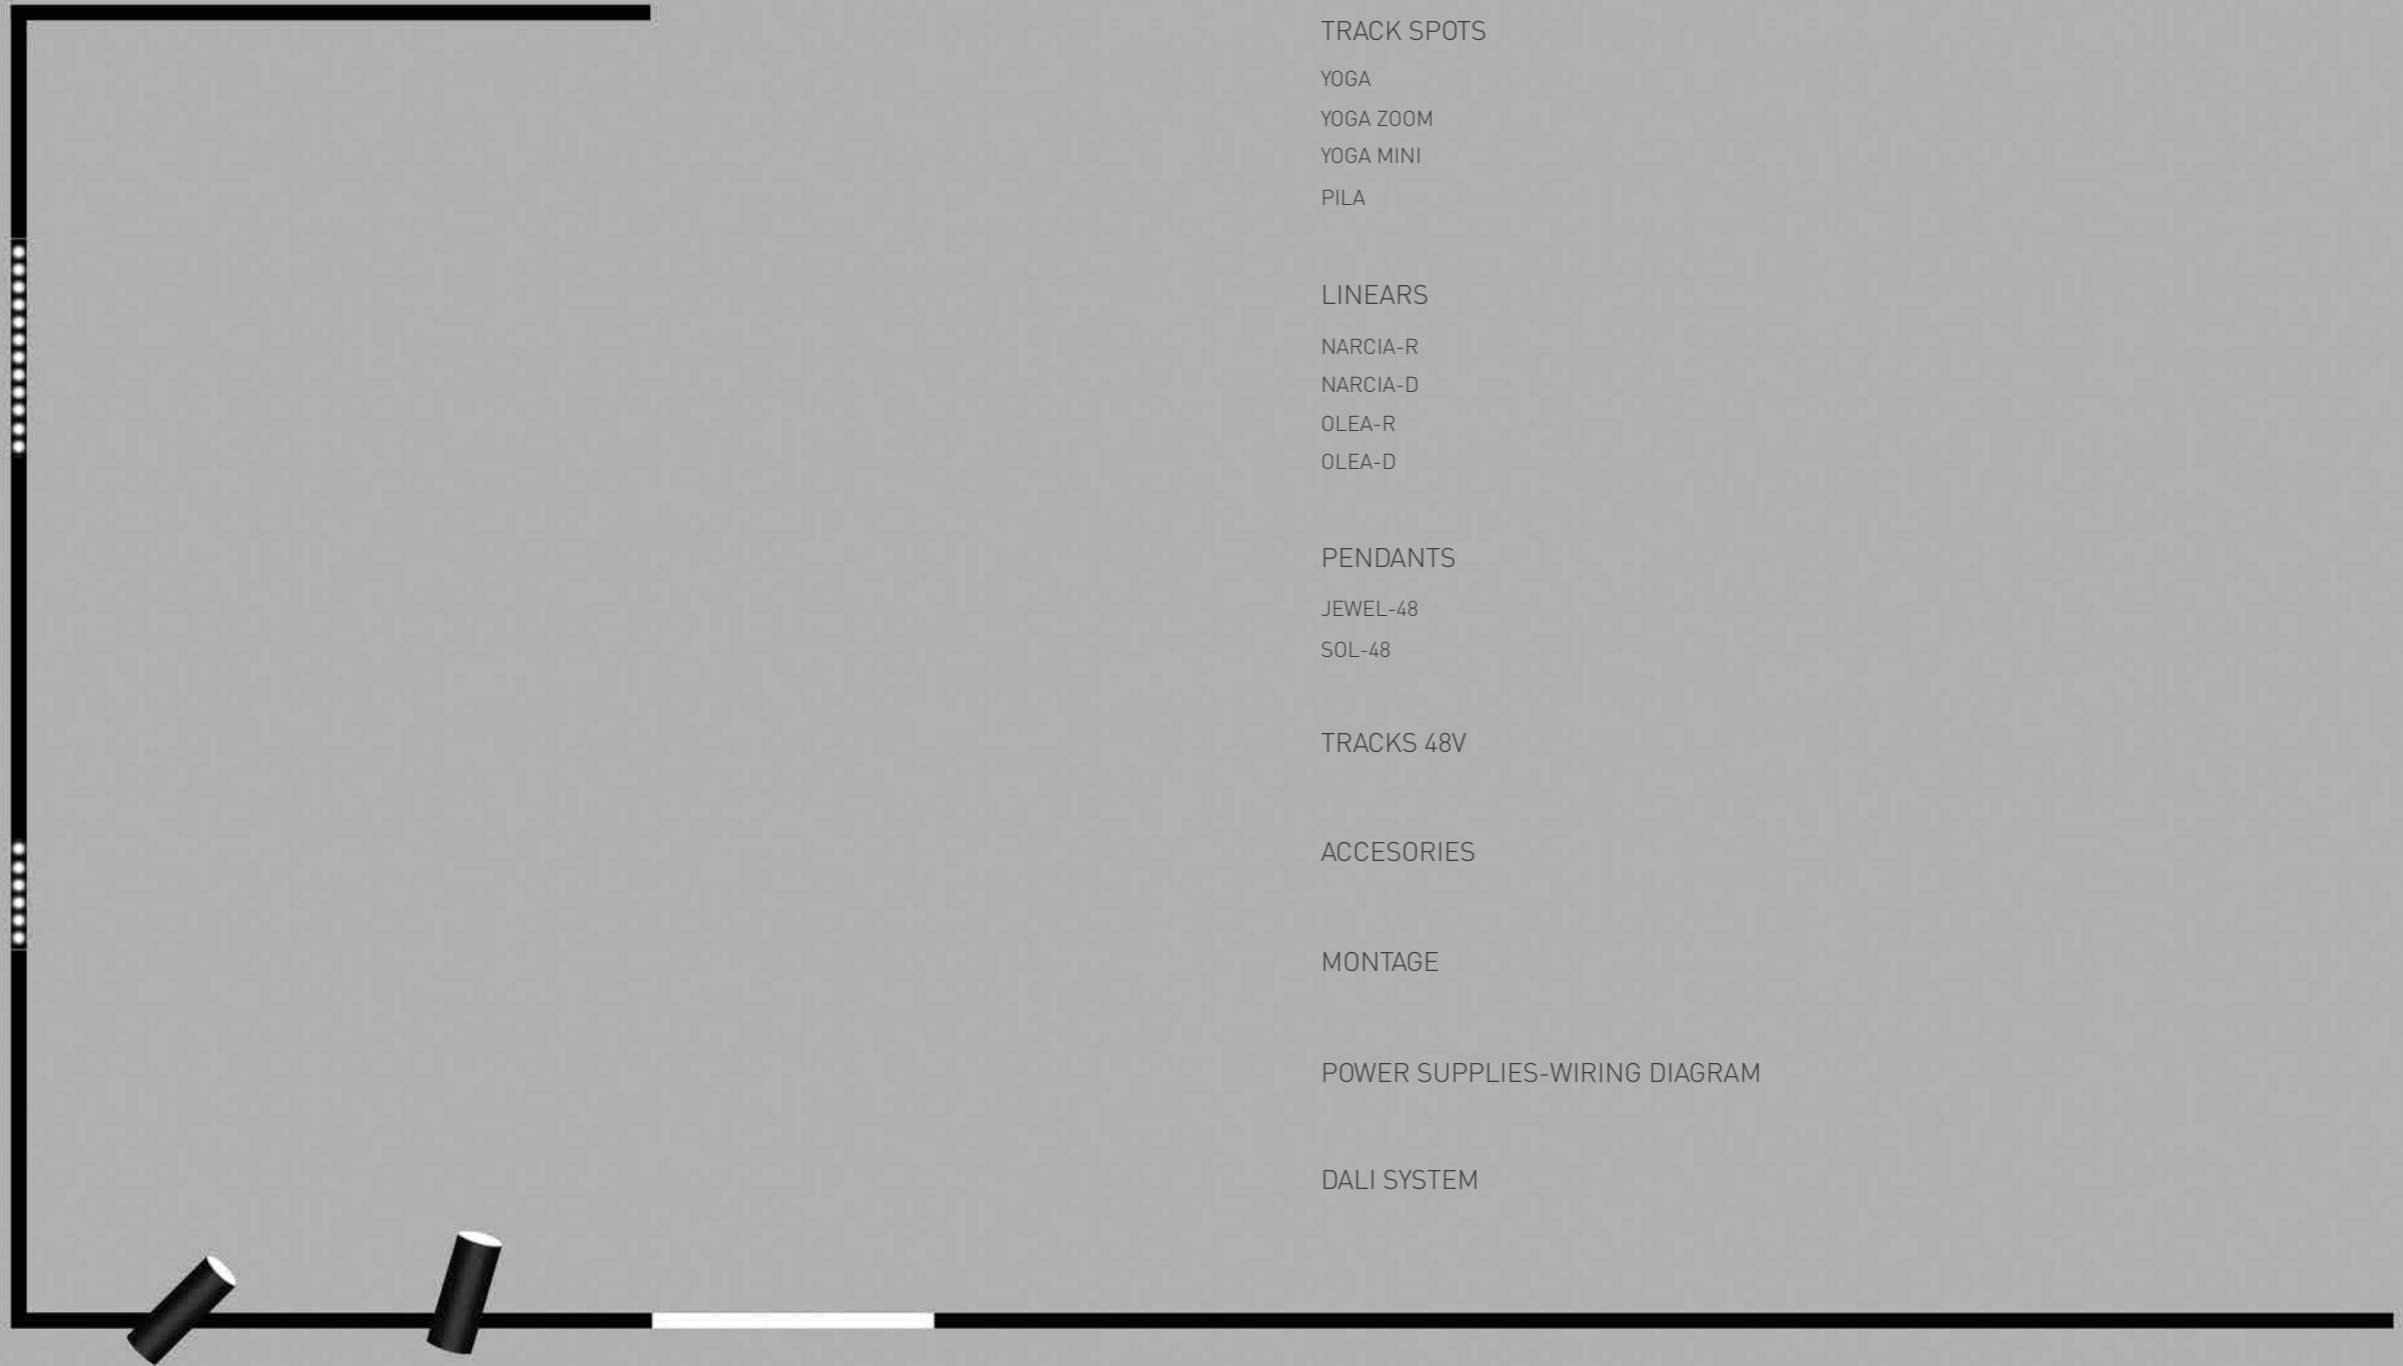 TRACK SPOTS
YOGA
YOGA ZOOM
YOGA MINI
PILA
LINEARS
NARCIA-R
NARCIA-D
OLEA-R
OLEA-D
PENDANTS
JEWEL-48
SOL-48
TRACKS 48V
ACCESORIES
MONTAGE
POWER SUPPLIES-WIRING DIAGRAM
DALI SYSTEM